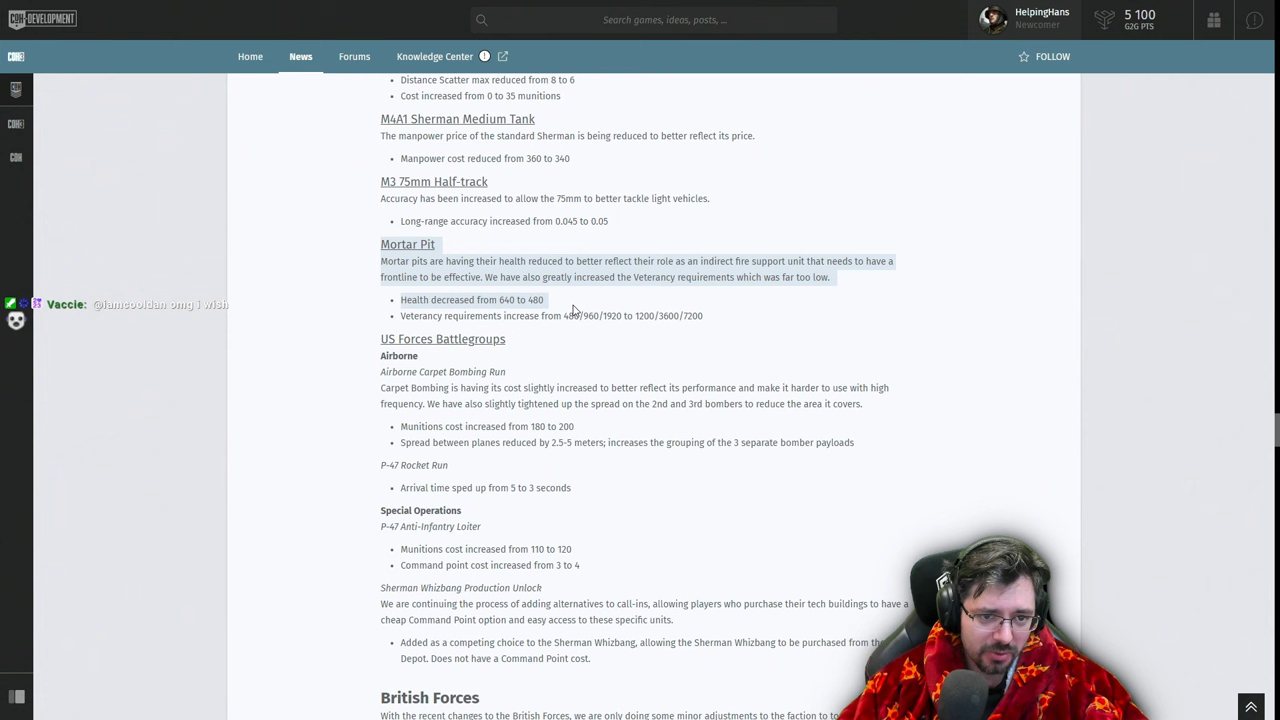 COH-DEVELOPMENT
Search games, ideas, posts, ...
HelpingHans
Newcomer
5 100
G2G PTS
Home
News
Forums
Knowledge Center
FOLLOW
• Distance Scatter max reduced from 8 to 6
• Cost increased from 0 to 35 munitions
M4A1 Sherman Medium Tank
The manpower price of the standard Sherman is being reduced to better reflect its price.
• Manpower cost reduced from 360 to 340
M3 75mm Half-track
Accuracy has been increased to allow the 75mm to better tackle light vehicles.
• Long-range accuracy increased from 0.045 to 0.05
Mortar Pit
Mortar pits are having their health reduced to better reflect their role as an indirect fire support unit that needs to have a
frontline to be effective. We have also greatly increased the Veterancy requirements which was far too low.
• Health decreased from 640 to 480
Vaccie: @iamcooldan omg i wish
• Veterancy requirements increase from 480/960/1920 to 1200/3600/7200
US Forces Battlegroups
Airborne
Airborne Carpet Bombing Run
Carpet Bombing is having its cost slightly increased to better reflect its performance and make it harder to use with high
frequency. We have also slightly tightened up the spread on the 2nd and 3rd bombers to reduce the area it covers.
• Munitions cost increased from 180 to 200
• Spread between planes reduced by 2.5-5 meters; increases the grouping of the 3 separate bomber payloads
P-47 Rocket Run
• Arrival time sped up from 5 to 3 seconds
Special Operations
P-47 Anti-Infantry Loiter
• Munitions cost increased from 110 to 120
• Command point cost increased from 3 to 4
Sherman Whizbang Production Unlock
We are continuing the process of adding alternatives to call-ins, allowing players who purchase their tech buildings to have a
cheap Command Point option and easy access to these specific units.
• Added as a competing choice to the Sherman Whizbang, allowing the Sherman Whizbang to be purchased from the
Depot. Does not have a Command Point cost.
British Forces
With the recent changes to the British Forces, we are only doing some minor adjustments to the faction to